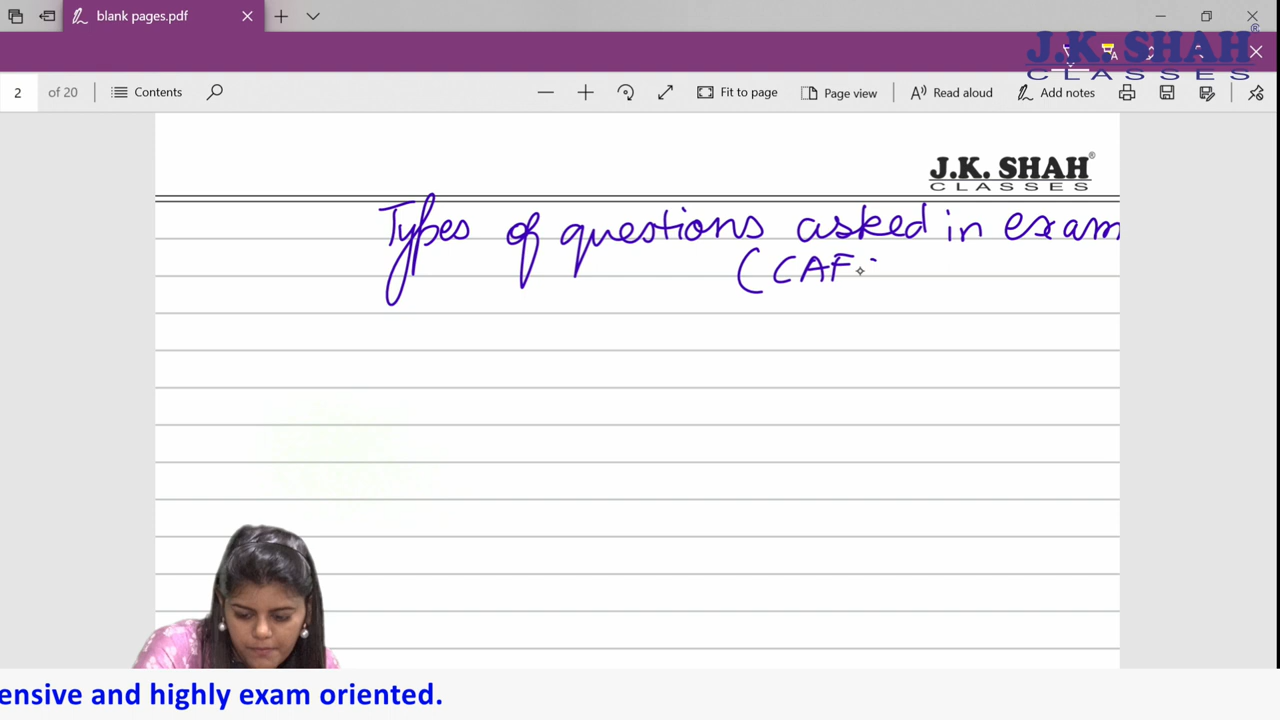 blank pages.pdf
J.K. SHAH®
CLASSES
2 of 20 Contents Fit to page Page view Read aloud Add notes
J.K. SHAH®
CLASSES
Types of questions asked in exam
(CAF
ensive and highly exam oriented.